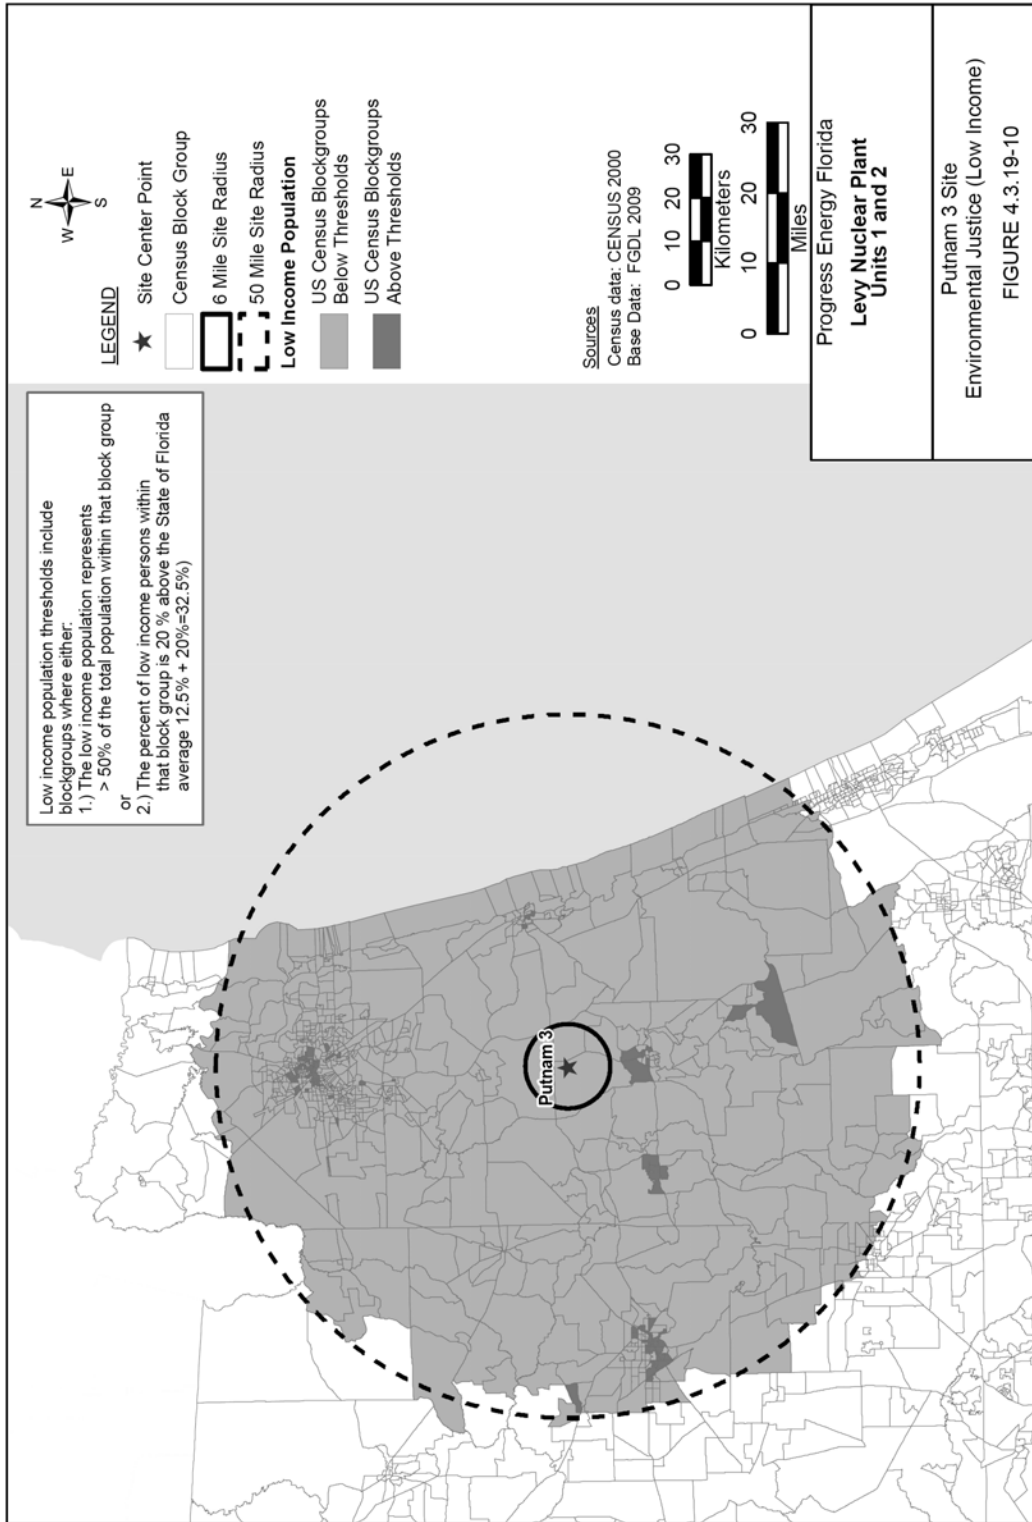 Low income population thresholds include
blockgroups where either:
1.) The low income population represents
> 50% of the total population within that block group
or
2.) The percent of low income persons within
that block group is 20 % above the State of Florida
average 12.5% + 20%=32.5%)
N
W
E
S
LEGEND
Site Center Point
Census Block Group
6 Mile Site Radius
50 Mile Site Radius
Low Income Population
US Census Blockgroups
Below Thresholds
US Census Blockgroups
Above Thresholds
Putnam 3
Sources
Census data: CENSUS 2000
Base Data: FGDL 2009
0 10 20 30
Kilometers
0 10 20 30
Miles
Progress Energy Florida
Levy Nuclear Plant
Units 1 and 2
Putnam 3 Site
Environmental Justice (Low Income)
FIGURE 4.3.19-10